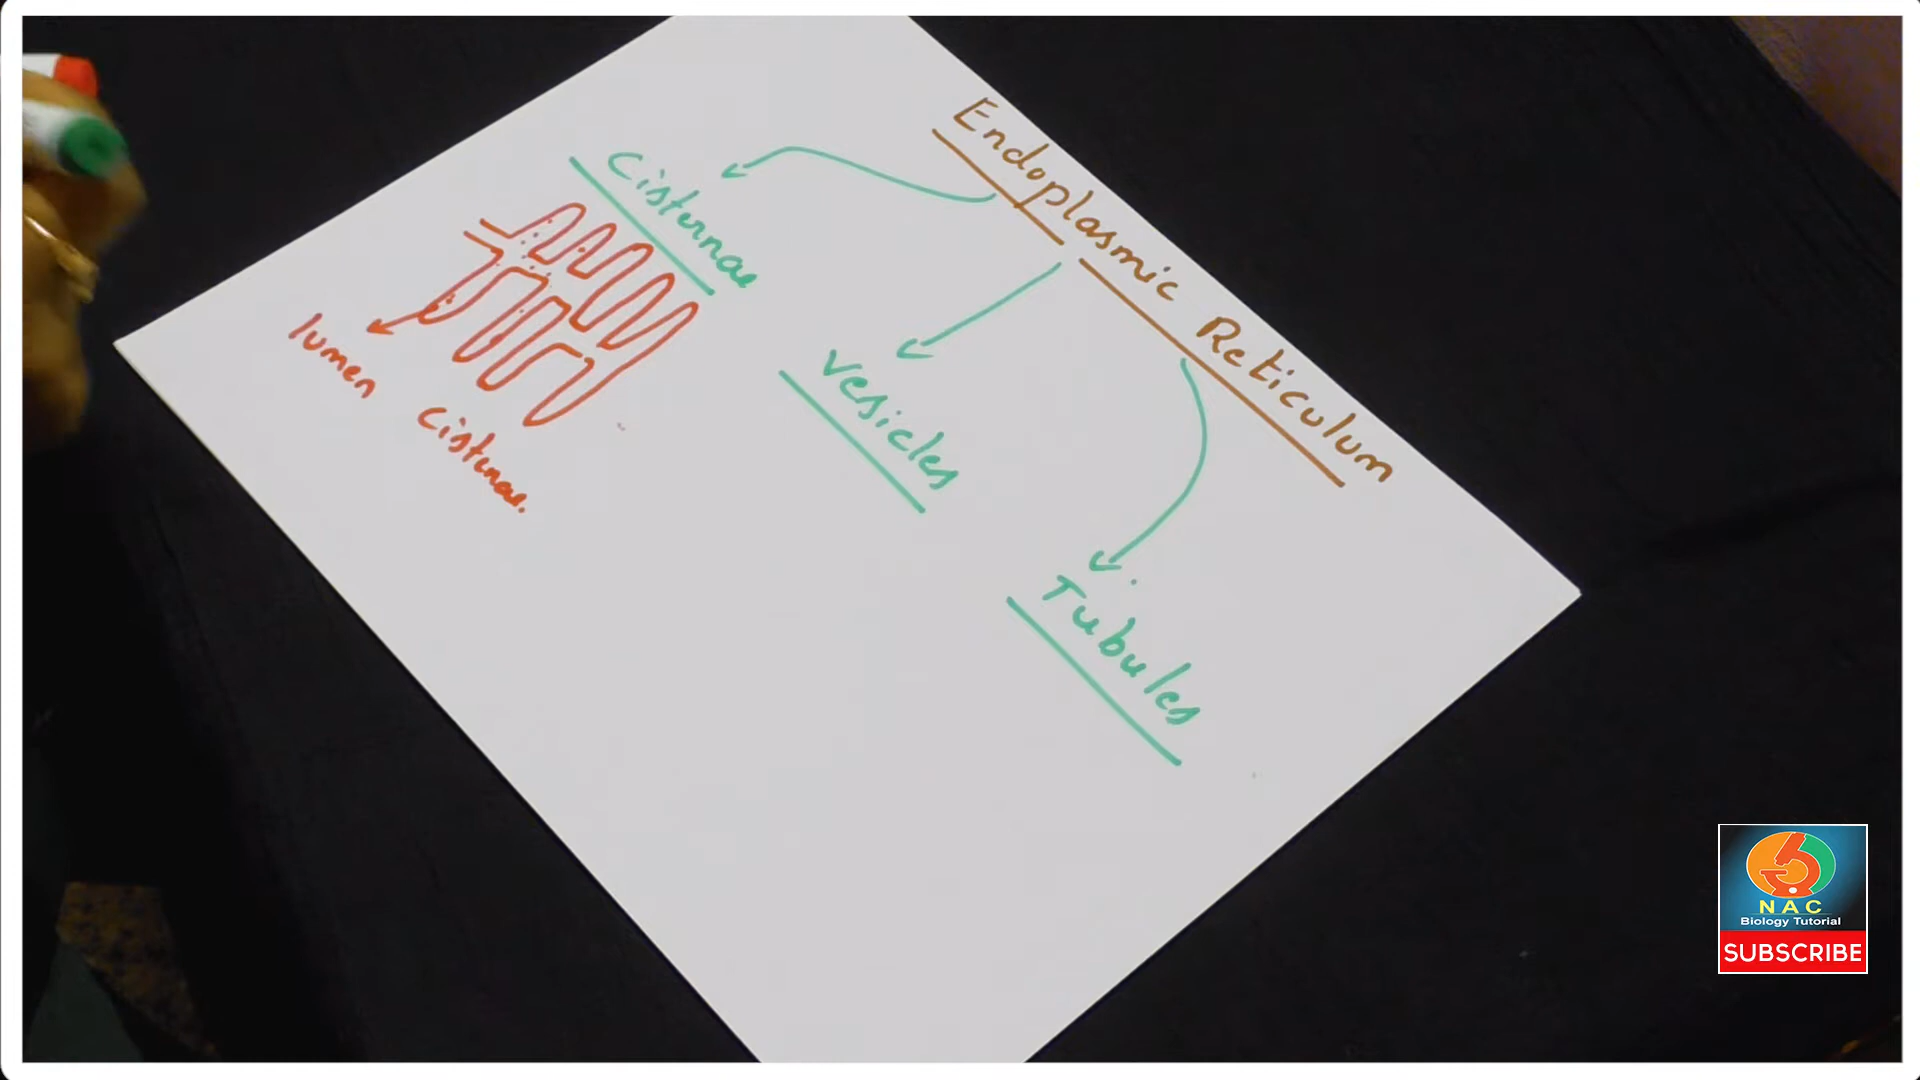 Endoplasmic Reticulum
Cisternae
Vesicles
Tubules
lumen
Cisternae.
NAC
Biology Tutorial
SUBSCRIBE